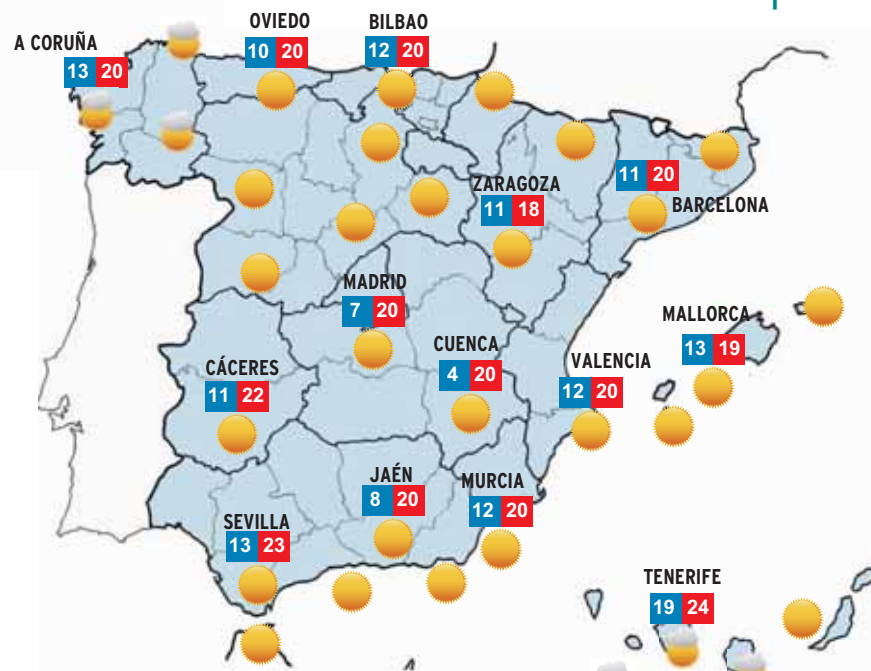 OVIEDO
10 20
BILBAO
12 20
A CORUÑA
13 20
ZARAGOZA
11 18
11 20
BARCELONA
MADRID
7 20
MALLORCA
13 19
CUENCA
4 20
VALENCIA
12 20
CÁCERES
11 22
JAÉN
8 20
MURCIA
12 20
SEVILLA
13 23
TENERIFE
19 24